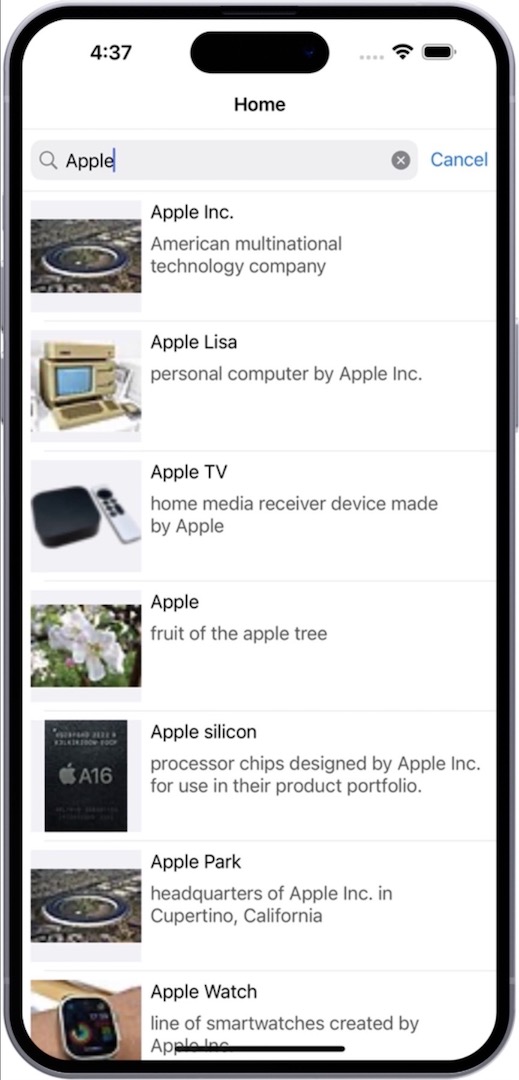 4:37
Home
Apple
Cancel
Apple Inc.
American multinational
technology company
Apple Lisa
personal computer by Apple Inc.
Apple TV
home media receiver device made
by Apple
Apple
fruit of the apple tree
Apple silicon
A16
processor chips designed by Apple Inc.
for use in their product portfolio.
Apple Park
headquarters of Apple Inc. in
Cupertino, California
Apple Watch
line of smartwatches created by
Apple Inc.